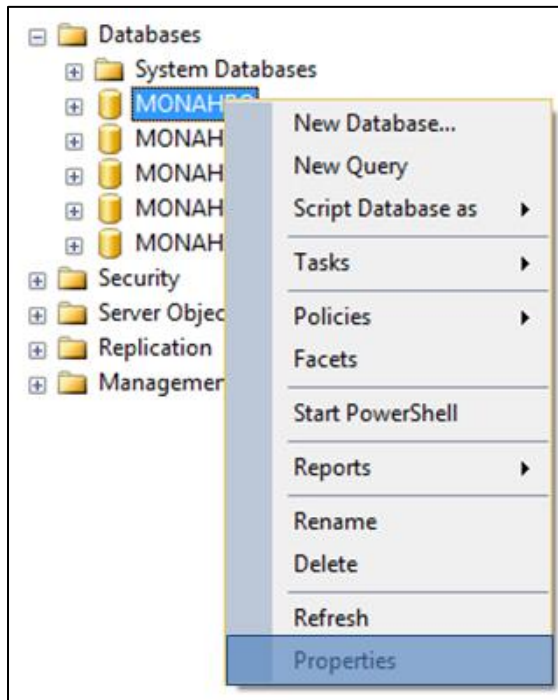 Databases
System Databases
MONAH
MONAH
MONAH
MONAH
MONAH
Security
Server Objec
Replication
Managemen
New Database...
New Query
Script Database as
Tasks
Policies
Facets
Start PowerShell
Reports
Rename
Delete
Refresh
Properties